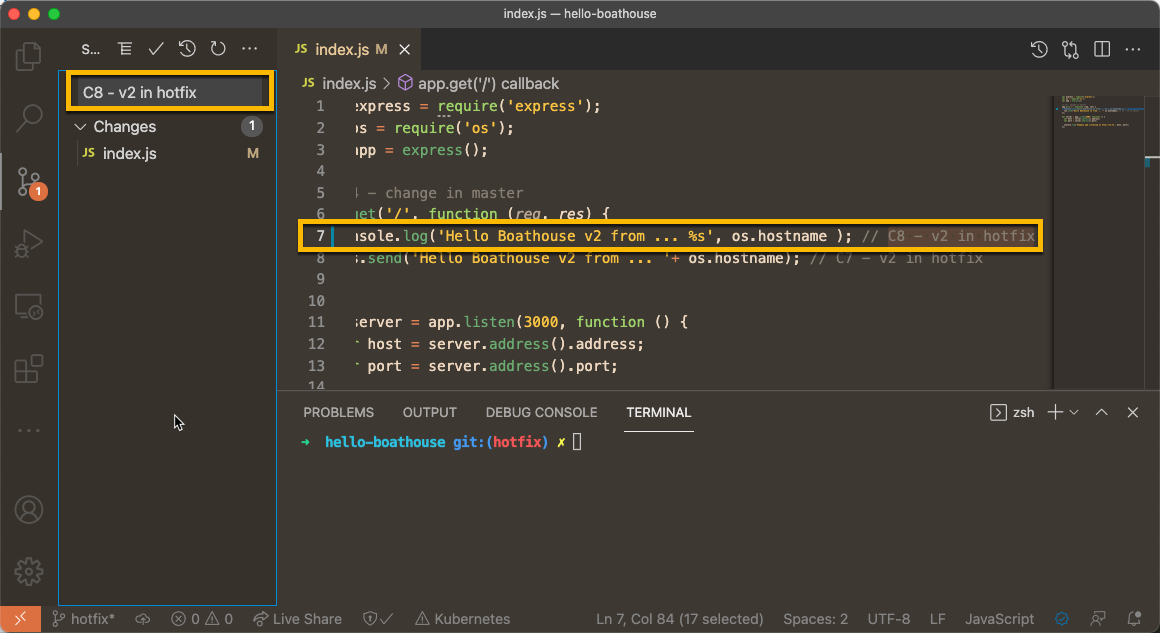 index.js — hello-boathouse
S...
JS index.js M
C8 - v2 in hotfix
Changes 1
JS index.js M
1
JS index.js > app.get('/') callback
1 express = require('express');
2 os = require('os');
3 app = express();
4
5 4 - change in master
6 get('/', function (req, res) {
7 nsole.log('Hello Boathouse v2 from ... %s', os.hostname ); // C8 - v2 in hotfix
8 s.send('Hello Boathouse v2 from ... '+ os.hostname); // C7 - v2 in hotfix
9
10
11 server = app.listen(3000, function () {
12 r host = server.address().address;
13 r port = server.address().port;
14
PROBLEMS OUTPUT DEBUG CONSOLE TERMINAL zsh
➜ hello-boathouse git:(hotfix) ✗
hotfix* 0 0 Live Share Kubernetes Ln 7, Col 84 (17 selected) Spaces: 2 UTF-8 LF JavaScript